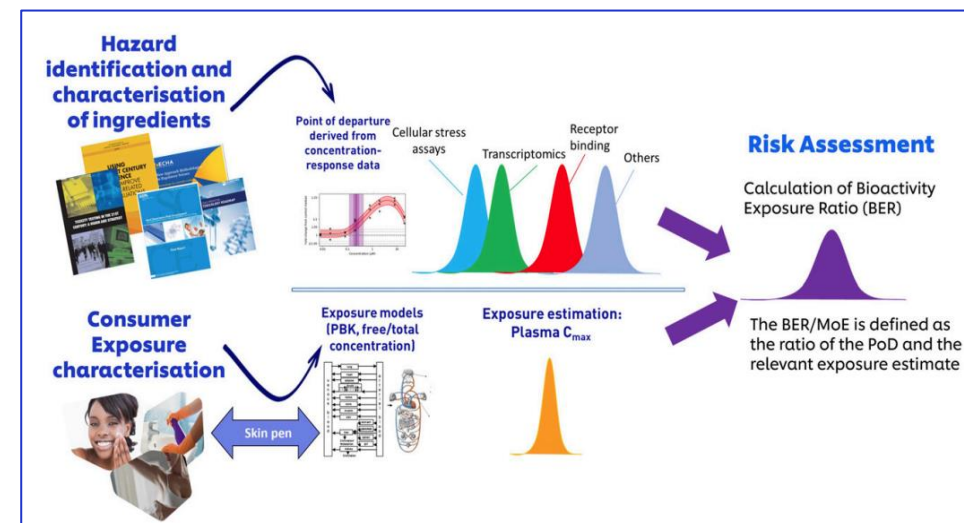 Hazard
identification and
characterisation
of ingredients
Point of departure
derived from
concentration-
response data
Cellular stress
assays
Transcriptomics
Receptor
binding
Others
Risk Assessment
Calculation of Bioactivity
Exposure Ratio (BER)
The BER/MoE is defined as
the ratio of the PoD and the
relevant exposure estimate
Consumer
Exposure
characterisation
Skin pen
Exposure models
(PBK, free/total
concentration)
Exposure estimation:
Plasma Cmax